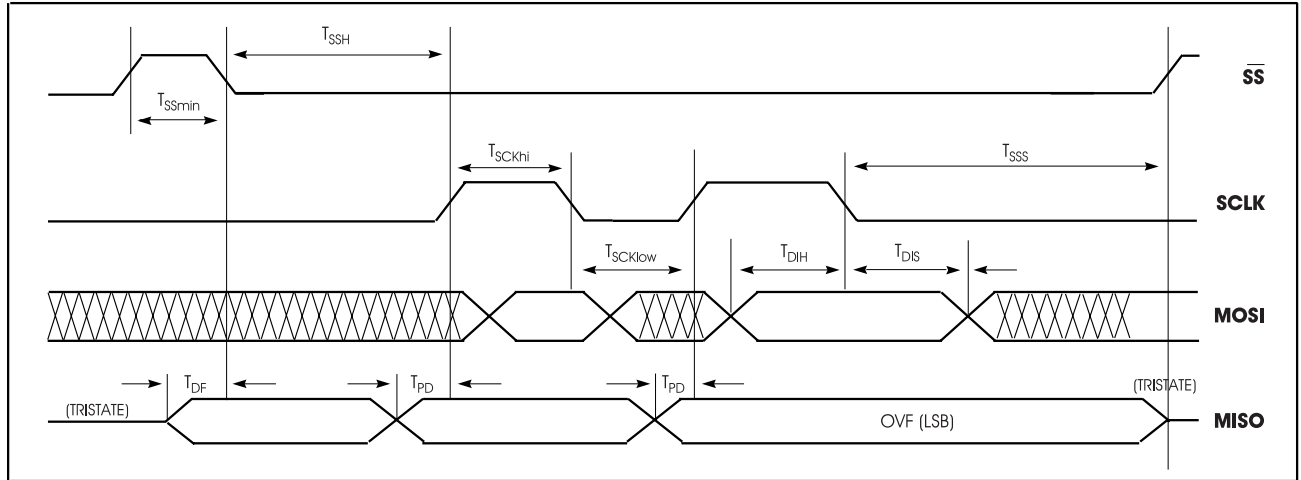 T_SSH
SS
T_SSmin
T_SCKhi
T_SSS
SCLK
T_SCKlow
T_DIH
T_DIS
MOSI
T_DF
T_PD
T_PD
(TRISTATE)
(TRISTATE)
OVF (LSB)
MISO